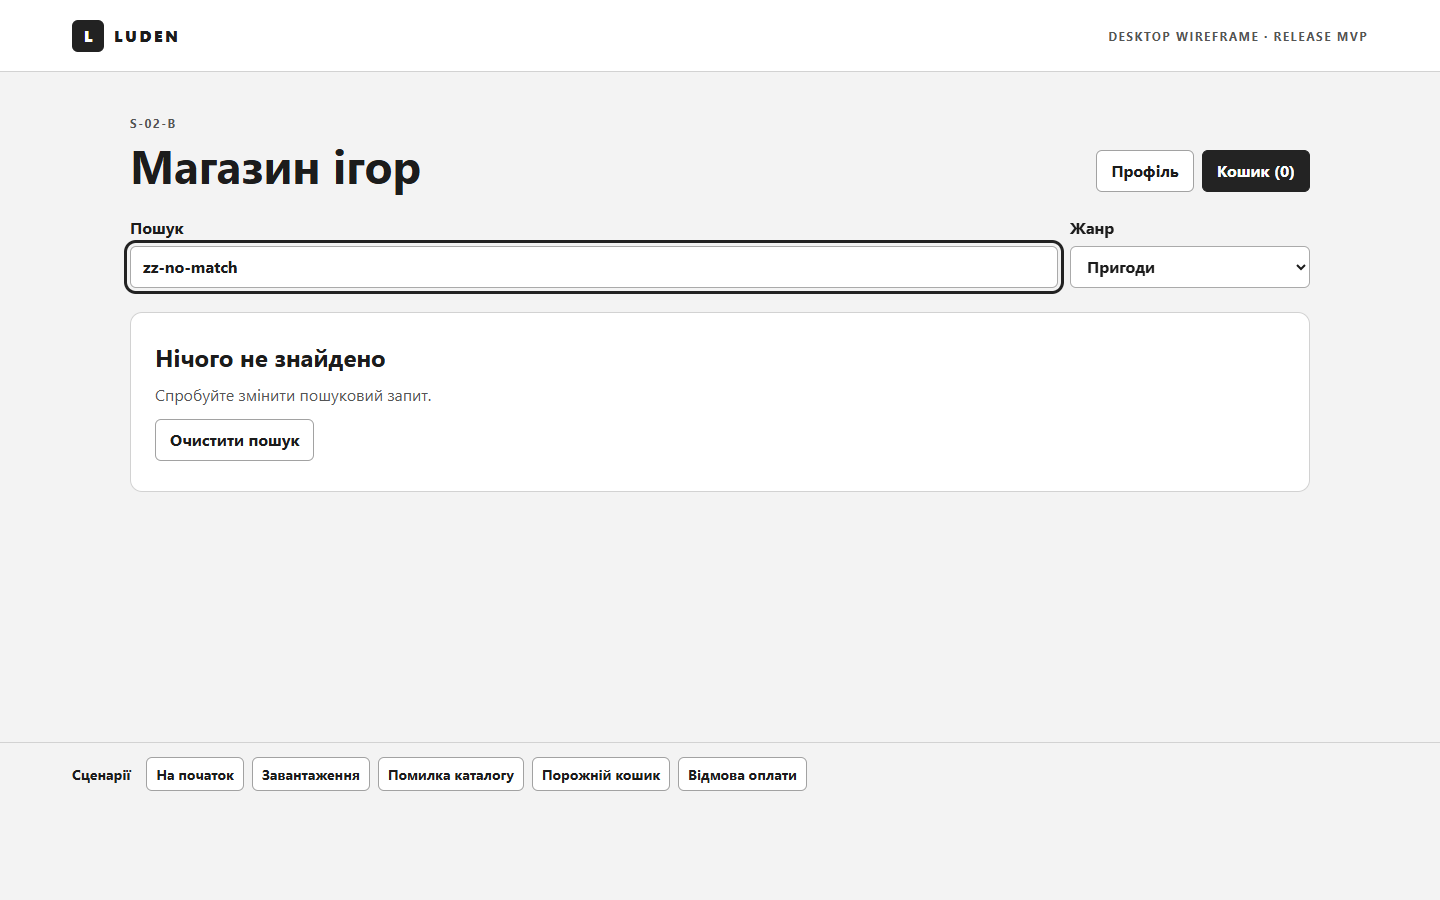 L LUDEN
DESKTOP WIREFRAME · RELEASE MVP
S-02-B
Магазин ігор
Профіль
Кошик (0)
Пошук
Жанр
zz-no-match
Пригоди
Нічого не знайдено
Спробуйте змінити пошуковий запит.
Очистити пошук
Сценарії
На початок
Завантаження
Помилка каталогу
Порожній кошик
Відмова оплати